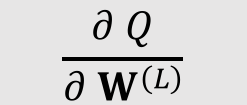 ∂ Q
∂ W^(L)